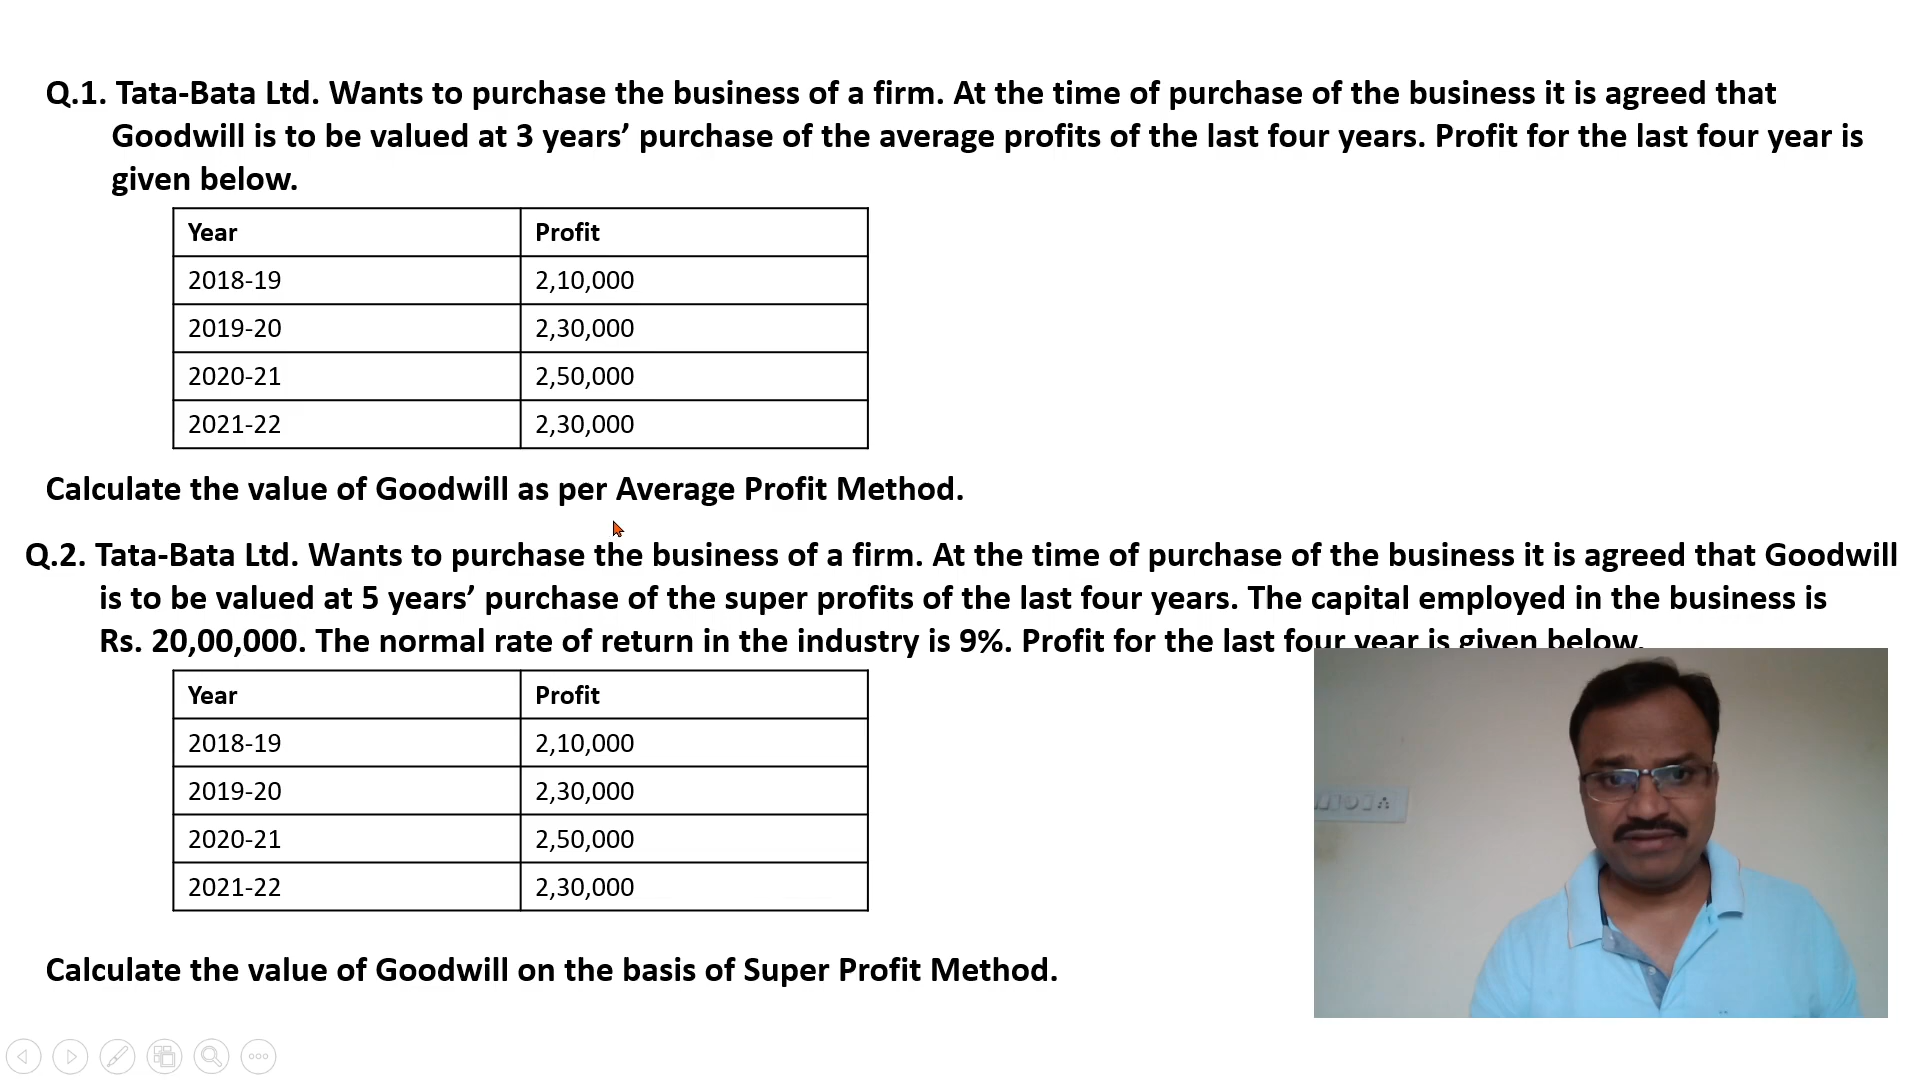 Q.1. Tata-Bata Ltd. Wants to purchase the business of a firm. At the time of purchase of the business it is agreed that
Goodwill is to be valued at 3 years’ purchase of the average profits of the last four years. Profit for the last four year is
given below.
Year Profit
2018-19 2,10,000
2019-20 2,30,000
2020-21 2,50,000
2021-22 2,30,000
Calculate the value of Goodwill as per Average Profit Method.
Q.2. Tata-Bata Ltd. Wants to purchase the business of a firm. At the time of purchase of the business it is agreed that Goodwill
is to be valued at 5 years’ purchase of the super profits of the last four years. The capital employed in the business is
Rs. 20,00,000. The normal rate of return in the industry is 9%. Profit for the last four year is given below.
Year Profit
2018-19 2,10,000
2019-20 2,30,000
2020-21 2,50,000
2021-22 2,30,000
Calculate the value of Goodwill on the basis of Super Profit Method.